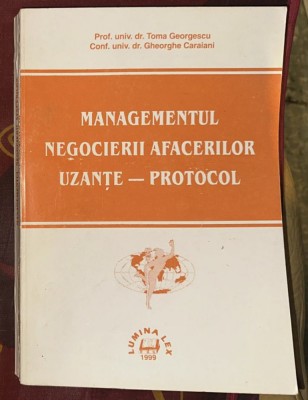 Prof. univ. dr. Toma Georgescu
Conf. univ. dr. Gheorghe Caraiani
MANAGEMENTUL
NEGOCIERII AFACERILOR
UZANȚE — PROTOCOL
LUMINA LEX
1999